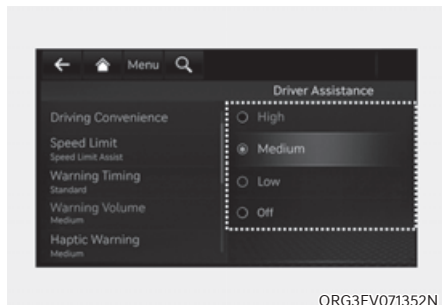 Menu
Driver Assistance
Driving Convenience
Speed Limit
Speed Limit Assist
Warning Timing
Standard
Warning Volume
Medium
Haptic Warning
Medium
High
Medium
Low
Off
ORG3EV071352N